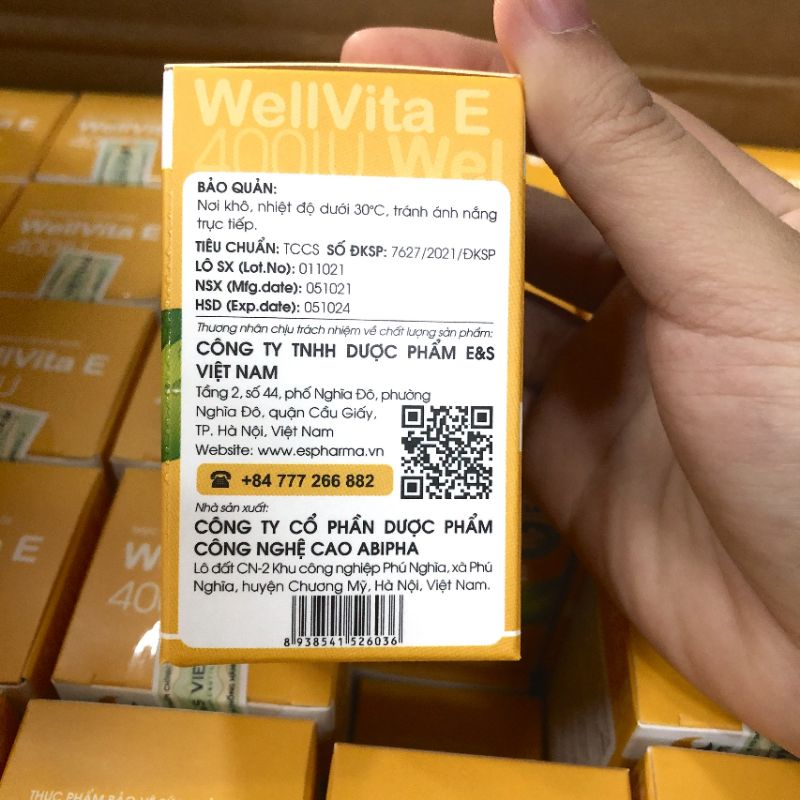 WellVita E
400IU Wel
BẢO QUẢN:
Nơi khô, nhiệt độ dưới 30°C, tránh ánh nắng
trực tiếp.
TIÊU CHUẨN: TCCS SỐ ĐKSP: 7627/2021/ĐKSP
LÔ SX (Lot.No): 011021
NSX (Mfg.date): 051021
HSD (Exp.date): 051024
Thương nhân chịu trách nhiệm về chất lượng sản phẩm:
CÔNG TY TNHH DƯỢC PHẨM E&S
VIỆT NAM
Tầng 2, số 44, phố Nghĩa Đô, phường
Nghĩa Đô, quận Cầu Giấy,
TP. Hà Nội, Việt Nam
Website: www.espharma.vn
+84 777 266 882
Nhà sản xuất:
CÔNG TY CỔ PHẦN DƯỢC PHẨM
CÔNG NGHỆ CAO ABIPHA
Lô đất CN-2 Khu công nghiệp Phú Nghĩa, xã Phú
Nghĩa, huyện Chương Mỹ, Hà Nội, Việt Nam.
8 938541 526036
WellVita E
WellVita E
400IU
WellVita E
IU
ta E
400
THỰC PHẨM BẢO VỆ